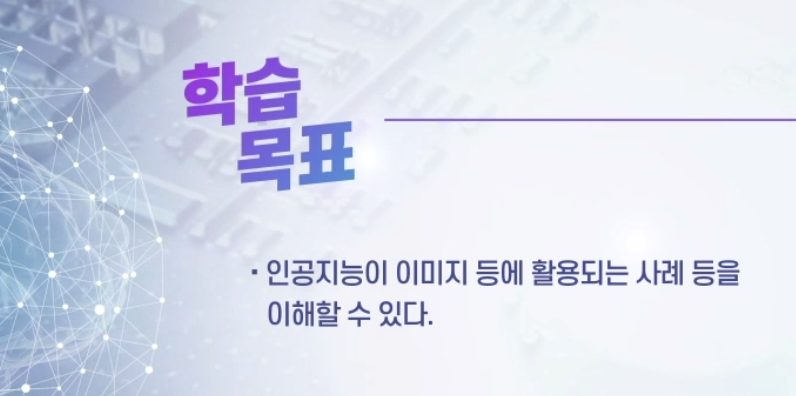 학습
목표
· 인공지능이 이미지 등에 활용되는 사례 등을
이해할 수 있다.